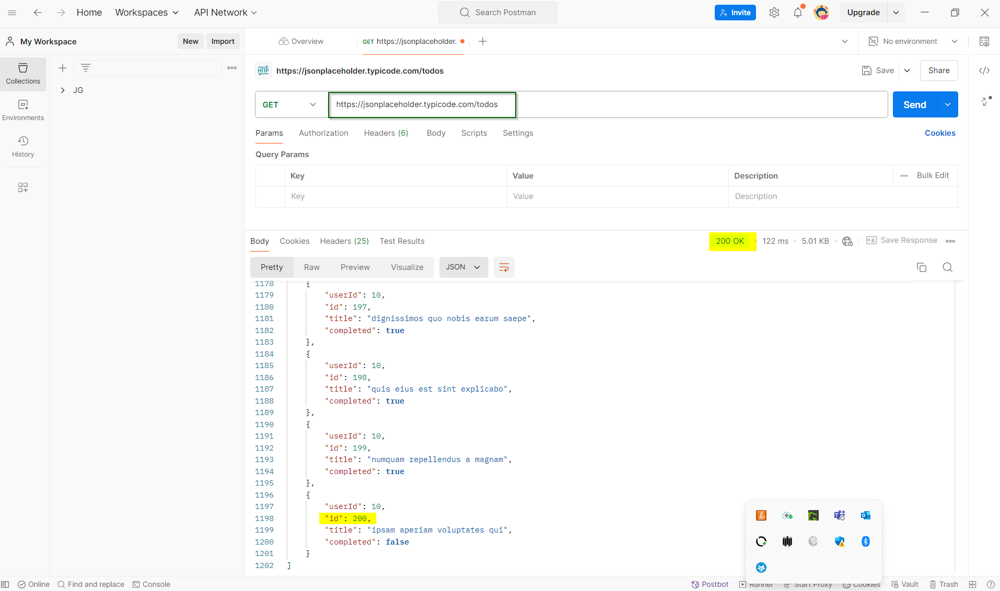 Home Workspaces API Network Search Postman Invite Upgrade
My Workspace New Import Overview GET https://jsonplaceholder. No environment
Collections
JG
Environments
History
HTTP https://jsonplaceholder.typicode.com/todos Save Share
GET https://jsonplaceholder.typicode.com/todos Send
Params Authorization Headers (6) Body Scripts Settings Cookies
Query Params
Key Value Description Bulk Edit
Key Value Description
Body Cookies Headers (25) Test Results 200 OK 122 ms 5.01 KB e.g. Save Response
Pretty Raw Preview Visualize JSON
1178 {
1179 "userId": 10,
1180 "id": 197,
1181 "title": "dignissimos quo nobis earum saepe",
1182 "completed": true
1183 },
1184 {
1185 "userId": 10,
1186 "id": 198,
1187 "title": "quis eius est sint explicabo",
1188 "completed": true
1189 },
1190 {
1191 "userId": 10,
1192 "id": 199,
1193 "title": "numquam repellendus a magnam",
1194 "completed": true
1195 },
1196 {
1197 "userId": 10,
1198 "id": 200,
1199 "title": "ipsam aperiam voluptates qui",
1200 "completed": false
1201 }
1202 ]
Online Find and replace Console Postbot Runner Start Proxy Cookies Vault Trash